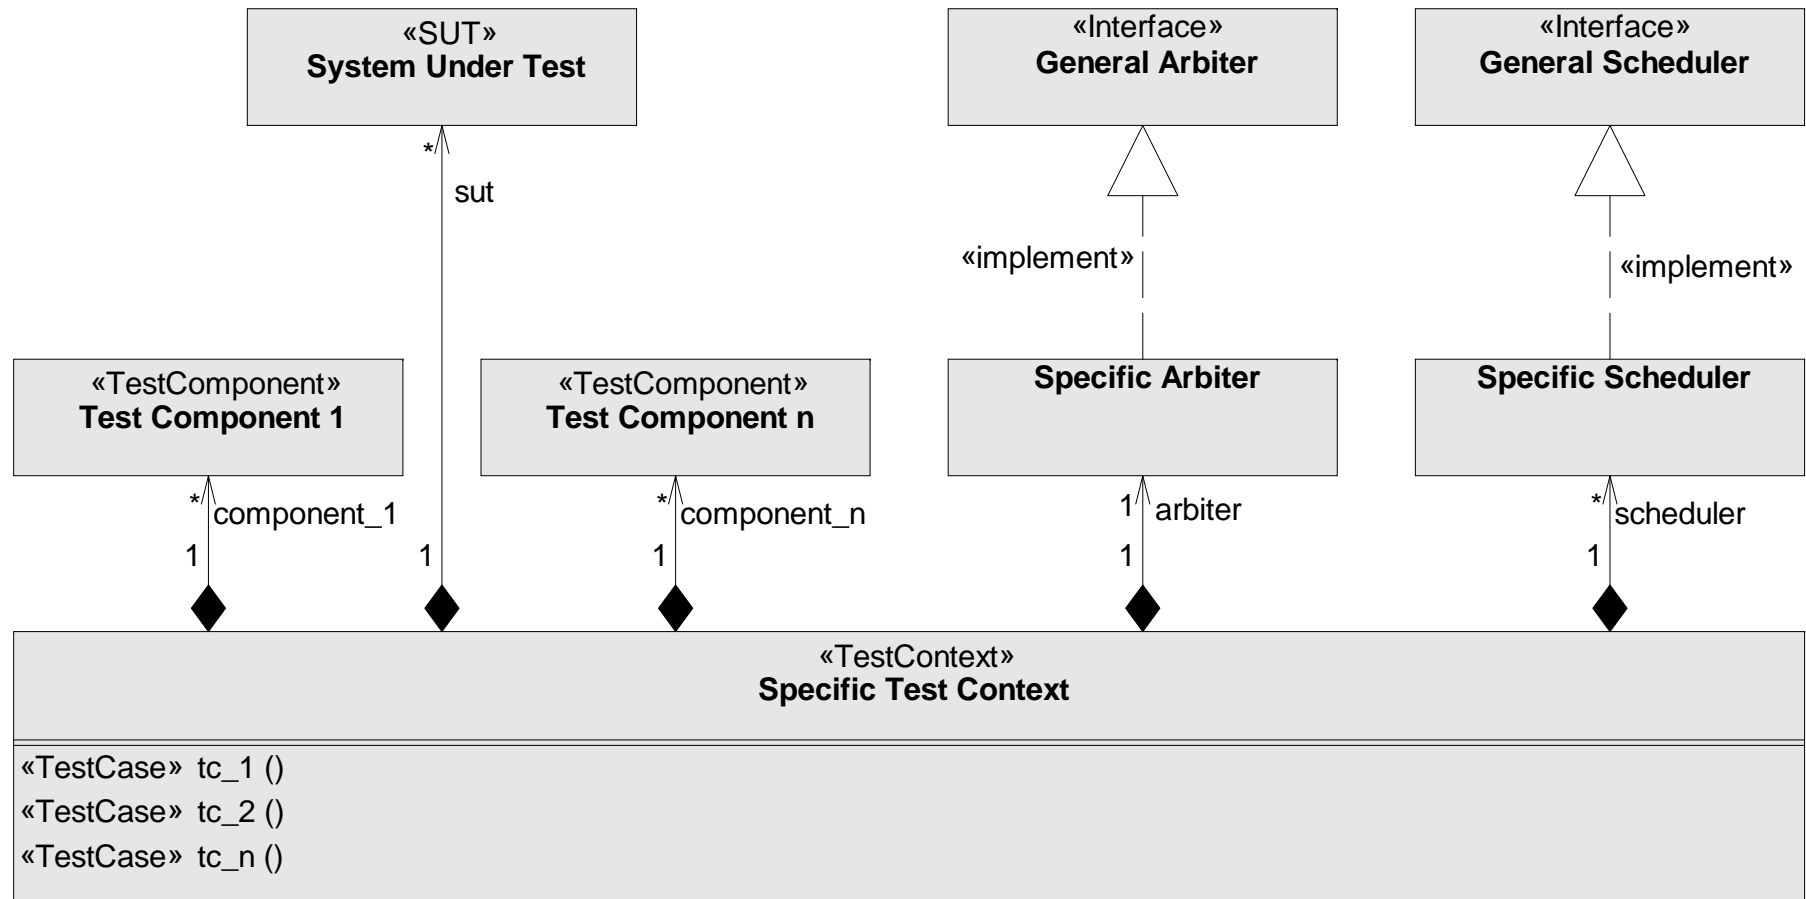 «SUT»
System Under Test
«Interface»
General Arbiter
«Interface»
General Scheduler
*
sut
«implement»
«implement»
«TestComponent»
Test Component 1
«TestComponent»
Test Component n
Specific Arbiter
Specific Scheduler
*
component_1
*
component_n
1
arbiter
*
scheduler
1
1
1
1
1
«TestContext»
Specific Test Context
«TestCase» tc_1 ()
«TestCase» tc_2 ()
«TestCase» tc_n ()